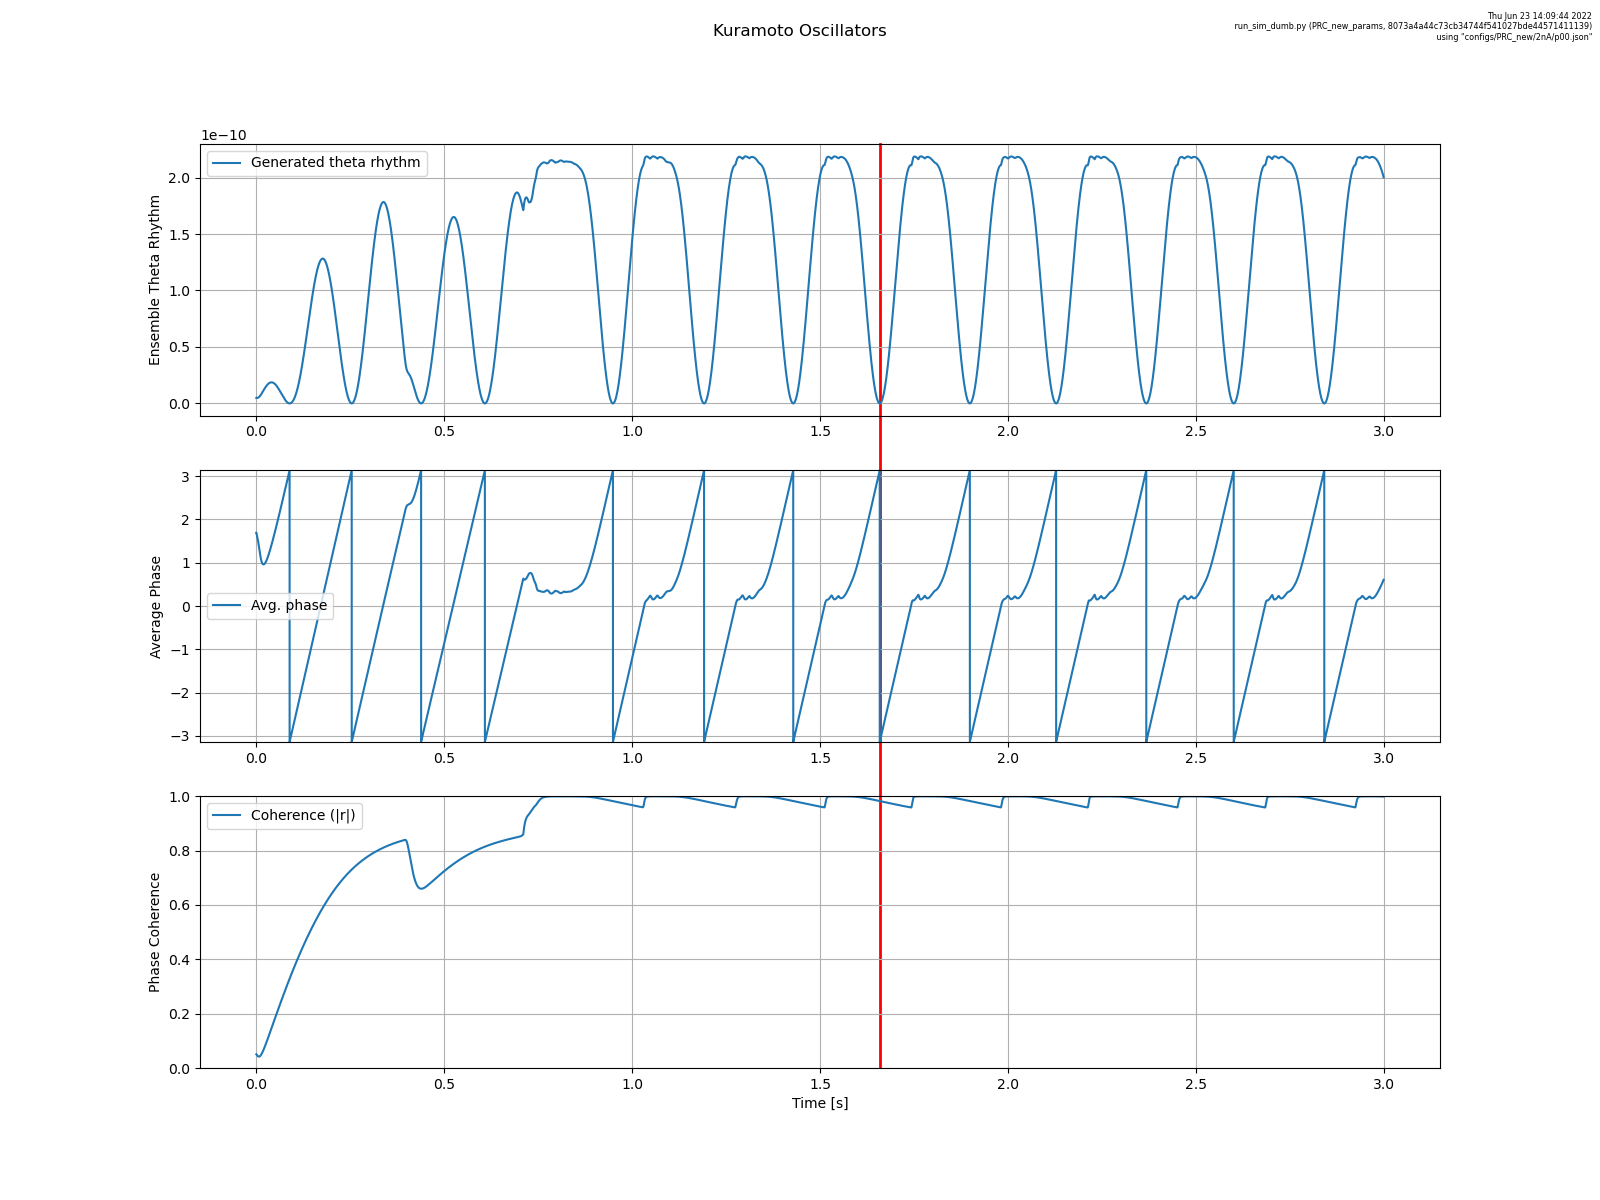 Kuramoto Oscillators
Thu Jun 23 14:09:44 2022
run_sim_dumb.py (PRC_new_params, 8073a4a44c73cb34744f541027bde44571411139)
using "configs/PRC_new/2nA/p00.json"
1e−10
Generated theta rhythm
Ensemble Theta Rhythm
2.0
1.5
1.0
0.5
0.0
0.0 0.5 1.0 1.5 2.0 2.5 3.0
Avg. phase
Average Phase
3
2
1
0
−1
−2
−3
0.0 0.5 1.0 1.5 2.0 2.5 3.0
Coherence (|r|)
Phase Coherence
1.0
0.8
0.6
0.4
0.2
0.0
0.0 0.5 1.0 1.5 2.0 2.5 3.0
Time [s]